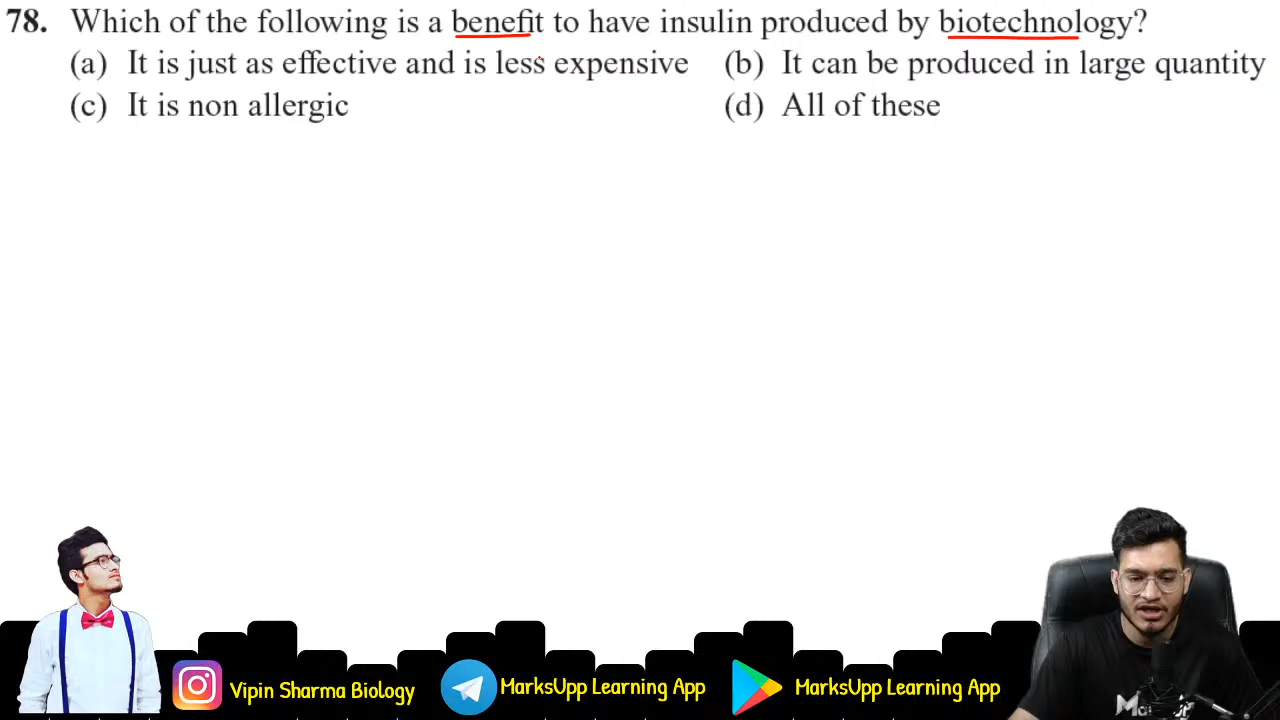 78. Which of the following is a benefit to have insulin produced by biotechnology?
(a) It is just as effective and is less expensive (b) It can be produced in large quantity
(c) It is non allergic (d) All of these
Vipin Sharma Biology MarksUpp Learning App MarksUpp Learning App